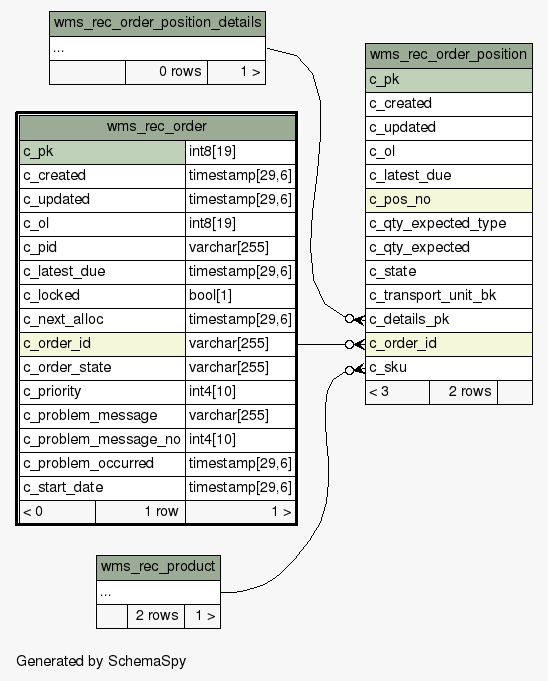 wms_rec_order_position_details
...
0 rows 1 >
wms_rec_order_position
c_pk
c_created
c_updated
c_ol
c_latest_due
c_pos_no
c_qty_expected_type
c_qty_expected
c_state
c_transport_unit_bk
c_details_pk
c_order_id
c_sku
< 3 2 rows
wms_rec_order
c_pk int8[19]
c_created timestamp[29,6]
c_updated timestamp[29,6]
c_ol int8[19]
c_pid varchar[255]
c_latest_due timestamp[29,6]
c_locked bool[1]
c_next_alloc timestamp[29,6]
c_order_id varchar[255]
c_order_state varchar[255]
c_priority int4[10]
c_problem_message varchar[255]
c_problem_message_no int4[10]
c_problem_occurred timestamp[29,6]
c_start_date timestamp[29,6]
< 0 1 row 1 >
wms_rec_product
...
2 rows 1 >
Generated by SchemaSpy